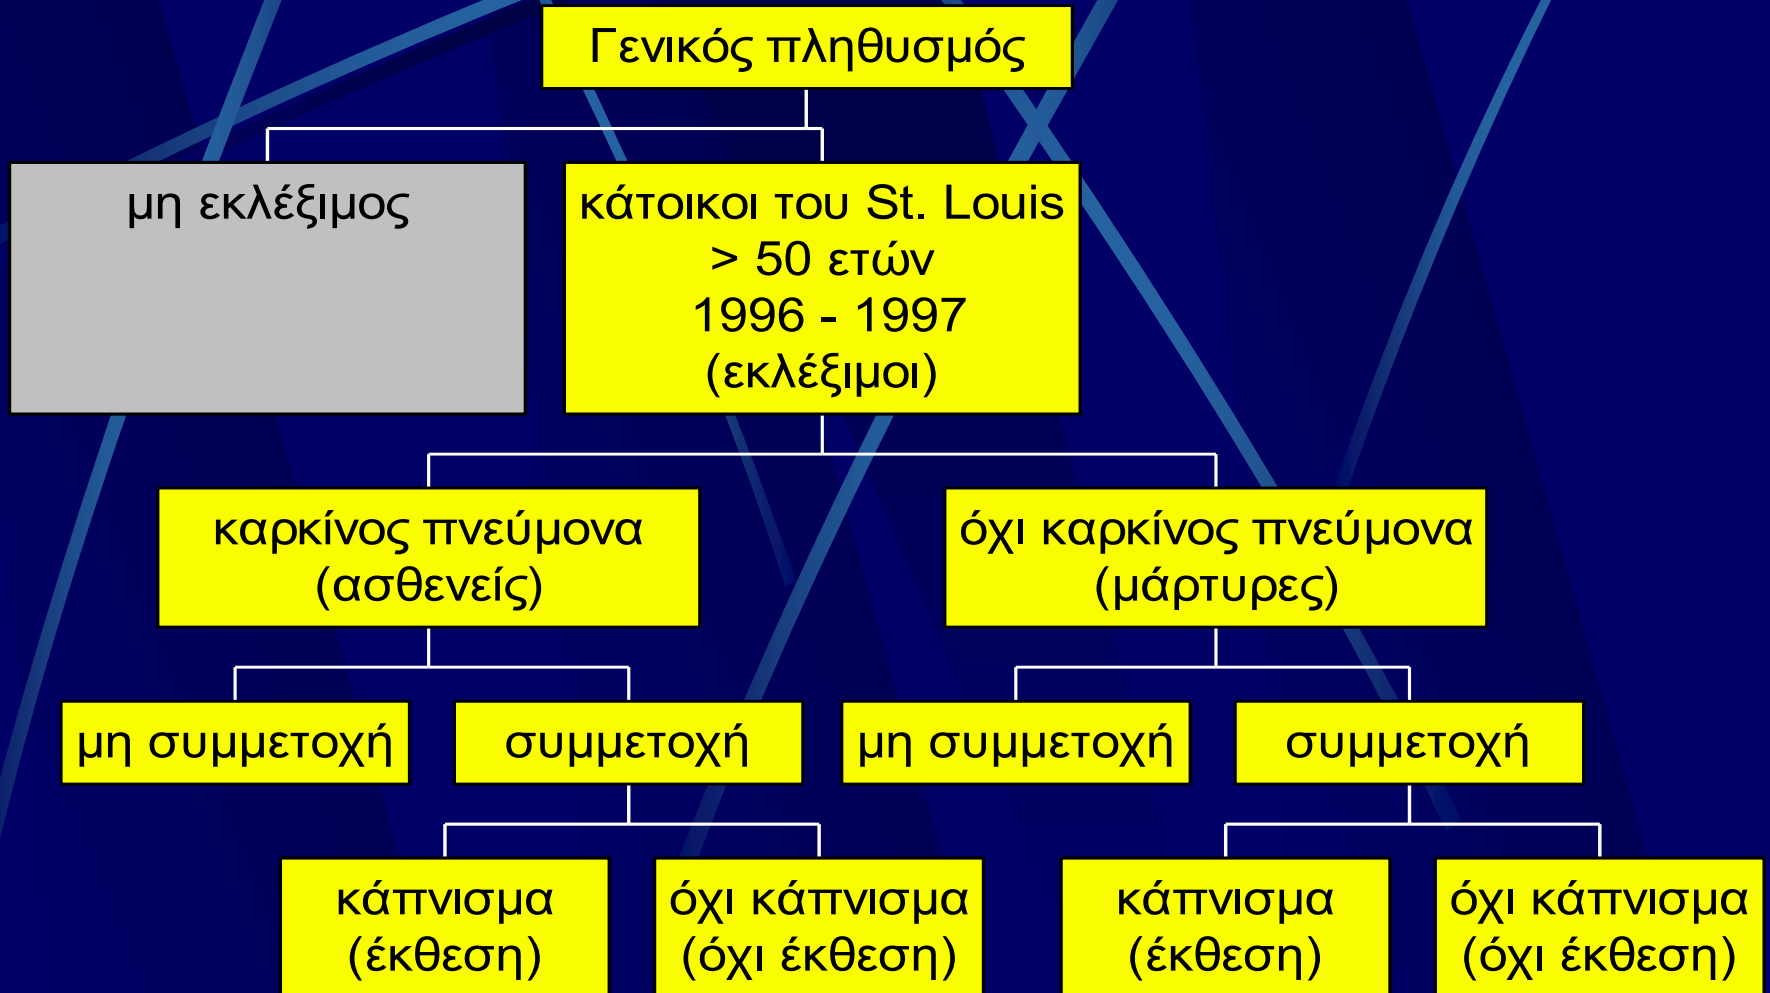 Γενικός πληθυσμός
μη εκλέξιμος
κάτοικοι του St. Louis
> 50 ετών
1996 - 1997
(εκλέξιμοι)
καρκίνος πνεύμονα
(ασθενείς)
όχι καρκίνος πνεύμονα
(μάρτυρες)
μη συμμετοχή
συμμετοχή
μη συμμετοχή
συμμετοχή
κάπνισμα
(έκθεση)
όχι κάπνισμα
(όχι έκθεση)
κάπνισμα
(έκθεση)
όχι κάπνισμα
(όχι έκθεση)